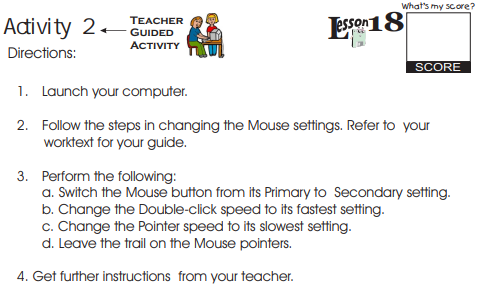 What's my score?
Activity 2
TEACHER
GUIDED
ACTIVITY
Lesson 18
SCORE
Directions:
1. Launch your computer.
2. Follow the steps in changing the Mouse settings. Refer to your
worktext for your guide.
3. Perform the following:
a. Switch the Mouse button from its Primary to Secondary setting.
b. Change the Double-click speed to its fastest setting.
c. Change the Pointer speed to its slowest setting.
d. Leave the trail on the Mouse pointers.
4. Get further instructions from your teacher.